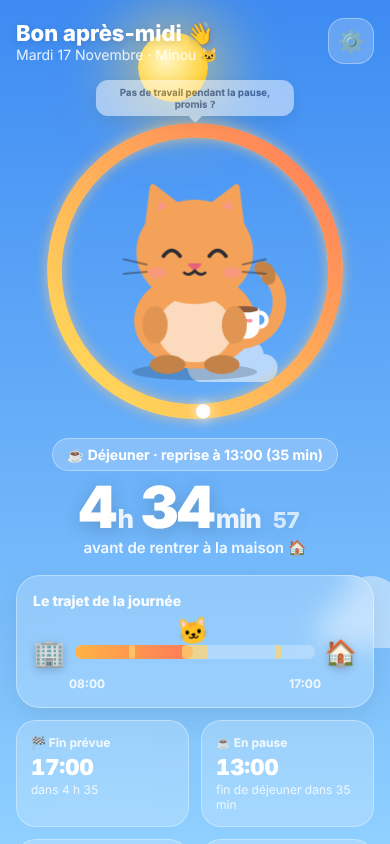 Bon après-midi 👋
Mardi 17 Novembre · Minou 🐱
Pas de travail pendant la pause,
promis ?
☕ Déjeuner · reprise à 13:00 (35 min)
4h 34min 57
avant de rentrer à la maison 🏠
Le trajet de la journée
08:00 17:00
🏁 Fin prévue
17:00
dans 4 h 35
☕ En pause
13:00
fin de déjeuner dans 35
min